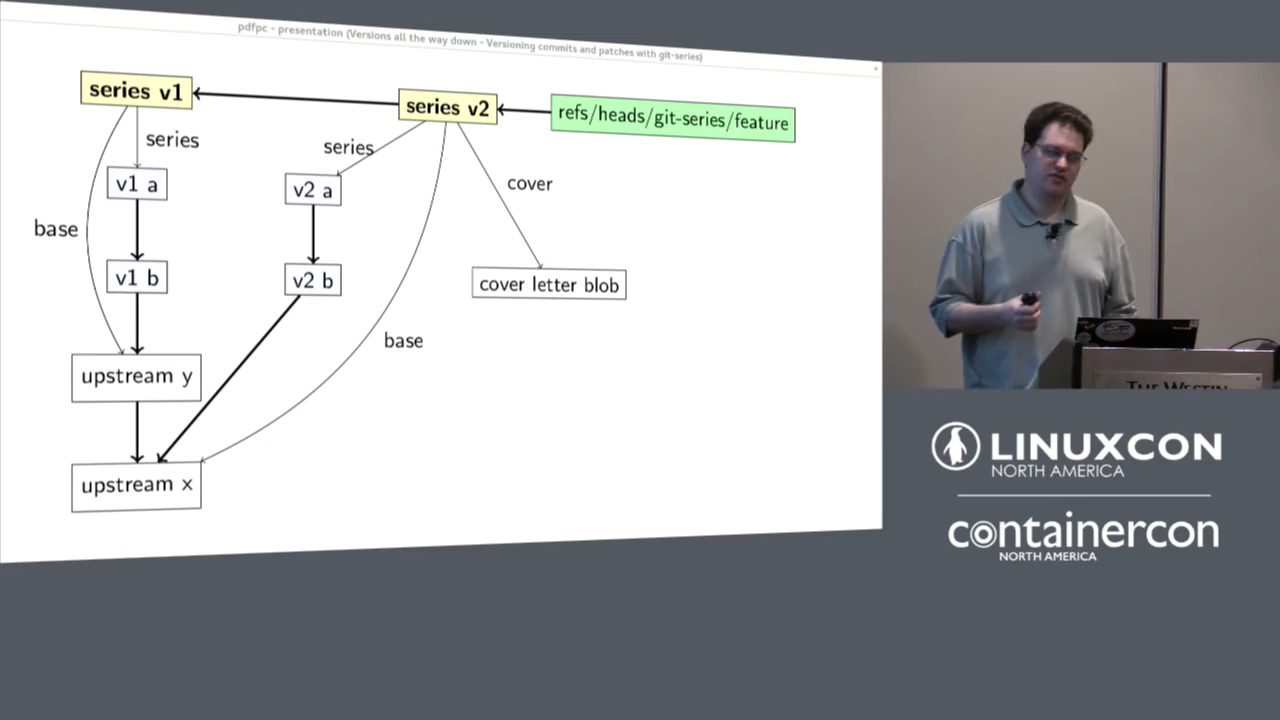 pdfpc - presentation (Versions all the way down - Versioning commits and patches with git-series)
series v1
series v2
refs/heads/git-series/feature
series
series
cover
v1 a
v2 a
base
v1 b
v2 b
cover letter blob
base
upstream y
upstream x
THE WESTIN
LINUXCON
NORTH AMERICA
containercon
NORTH AMERICA